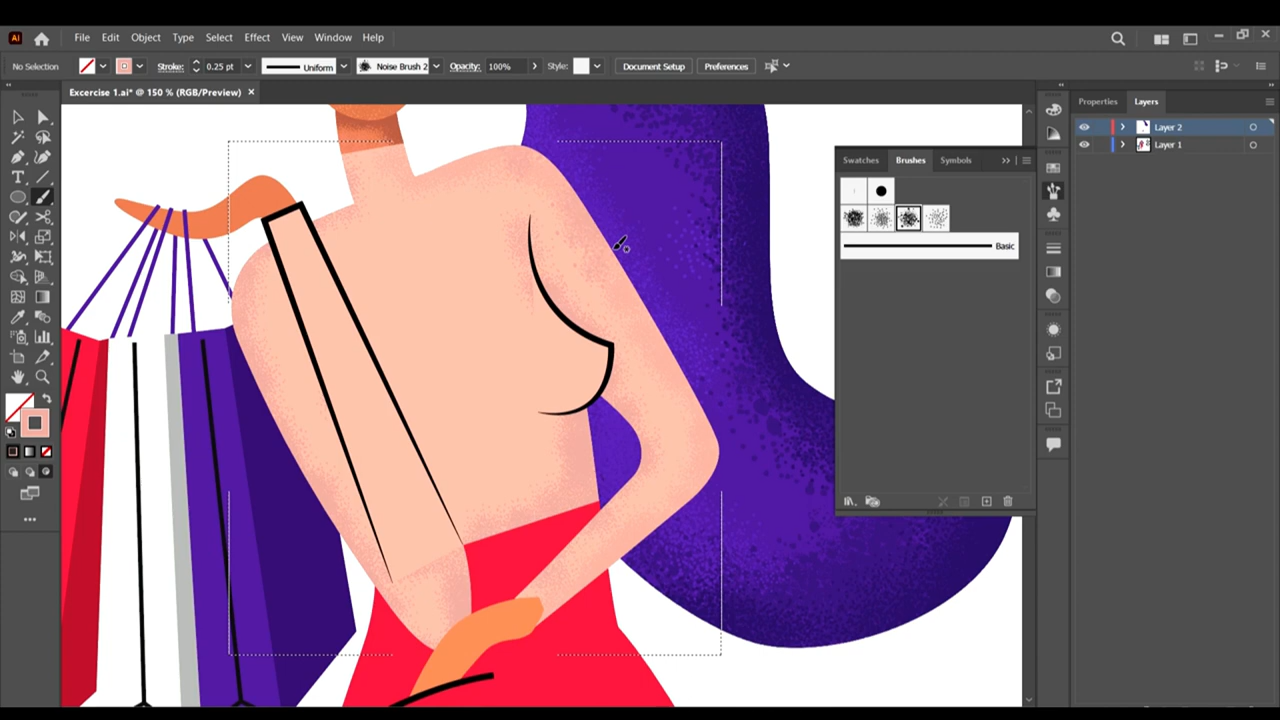 Ai File Edit Object Type Select Effect View Window Help
No Selection Stroke: 0.25 pt Uniform Noise Brush 2 Opacity: 100% Style: Document Setup Preferences
Excercise 1.ai* @ 150 % (RGB/Preview) ×
Properties Layers
Layer 2
Layer 1
Swatches Brushes Symbols
Basic